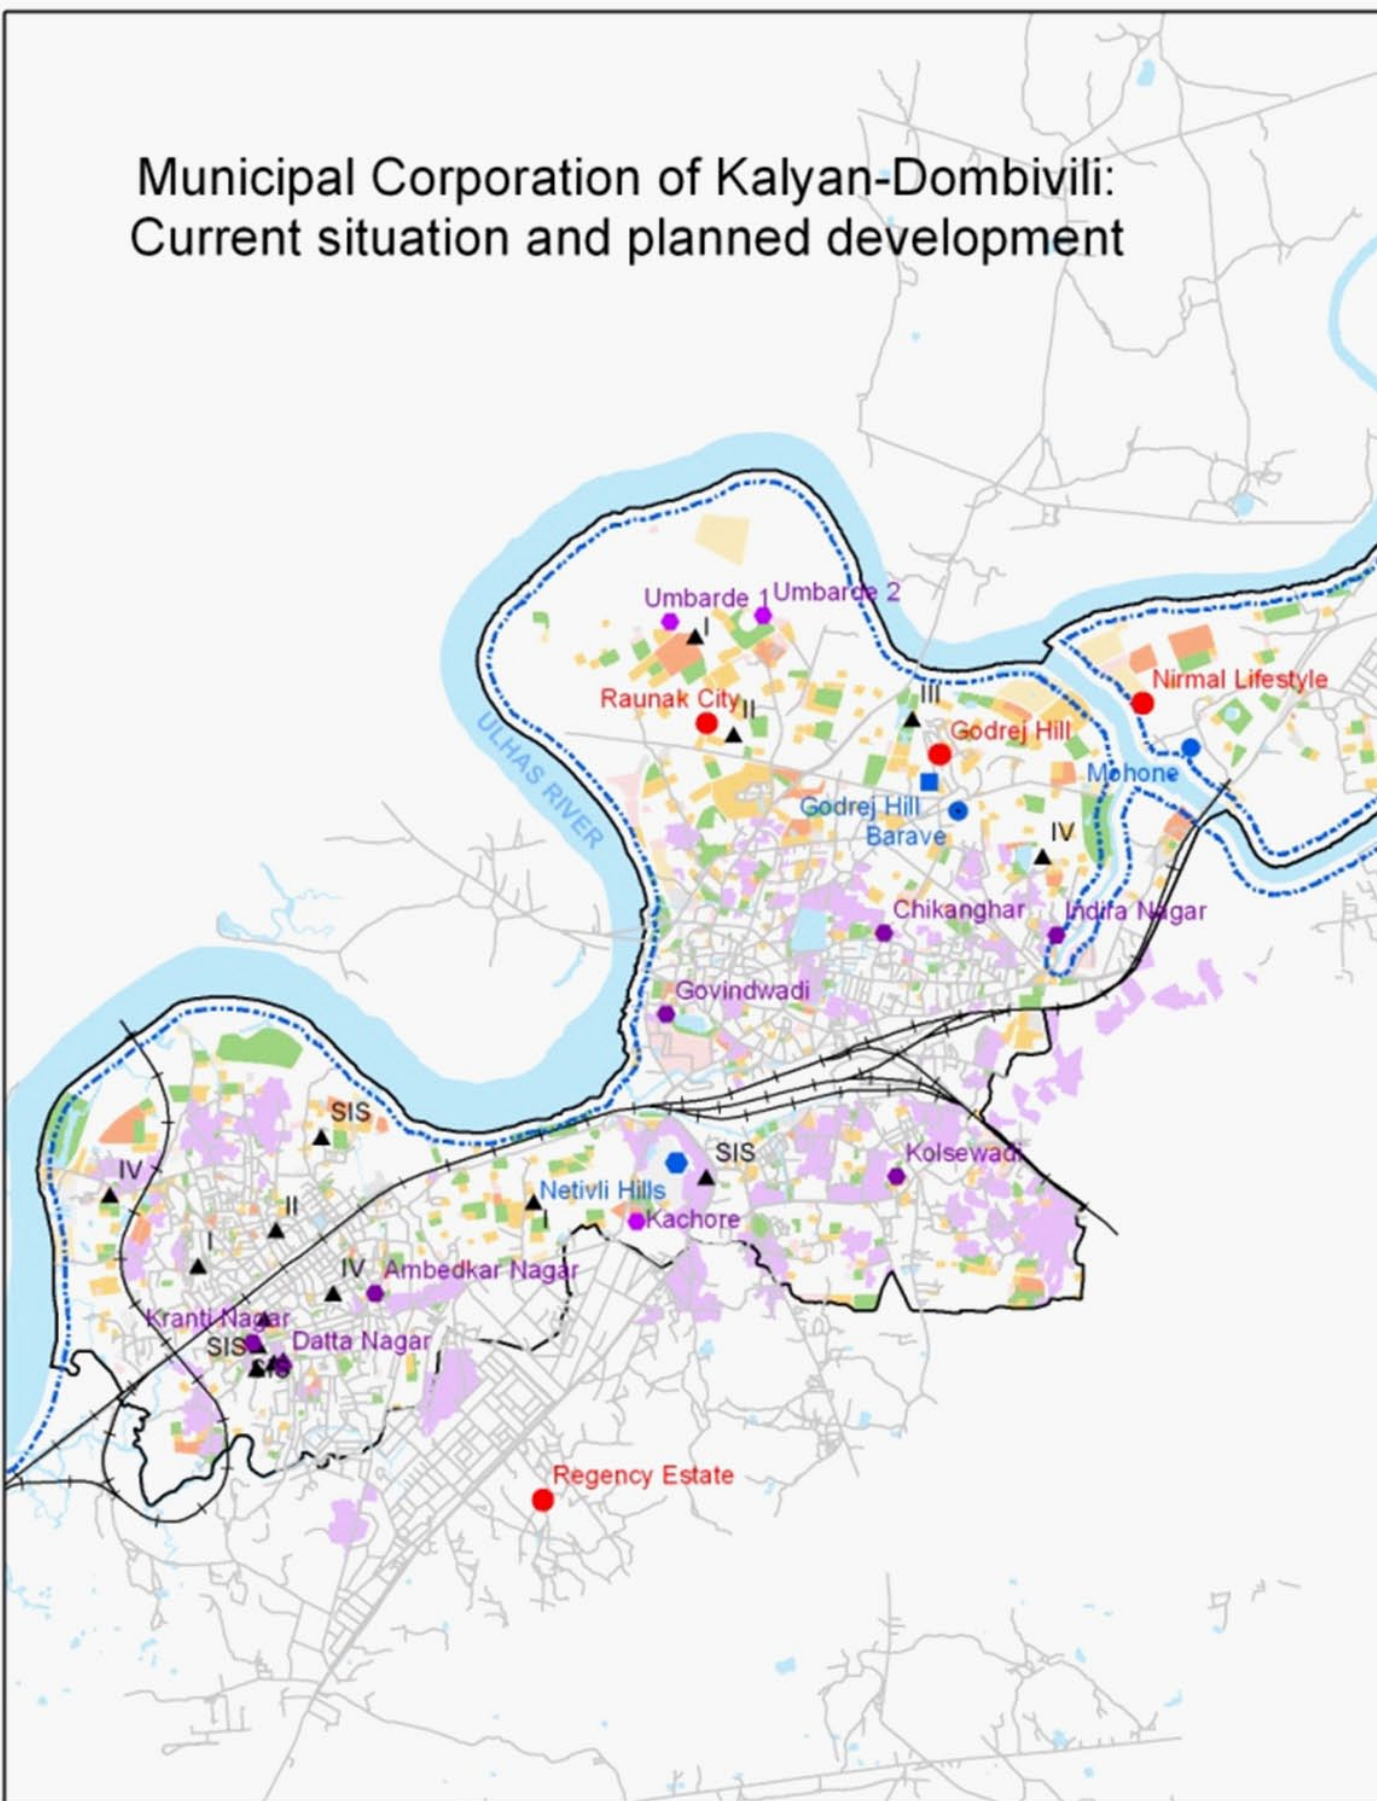 Municipal Corporation of Kalyan-Dombivili:
Current situation and planned development
Umbarde 1
Umbarde 2
I
Raunak City
II
III
Nirmal Lifestyle
Godrej Hill
Mohone
Godrej Hill
Barave
IV
ULHAS RIVER
Chikanghar
Indira Nagar
Govindwadi
SIS
SIS
Kolsewadi
IV
Netivli Hills
II
I
Kachore
I
IV
Ambedkar Nagar
Kranti Nagar
SIS
Datta Nagar
SIS
Regency Estate